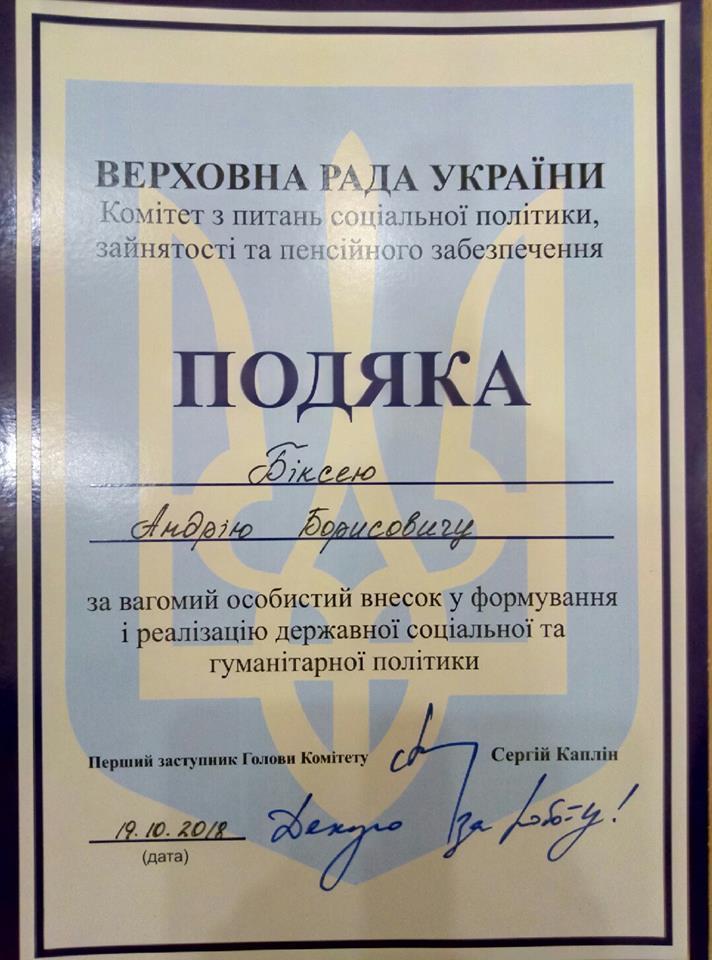 ВЕРХОВНА РАДА УКРАЇНИ
Комітет з питань соціальної політики,
зайнятості та пенсійного забезпечення
ПОДЯКА
Біксею
Андрію Борисовичу
за вагомий особистий внесок у формування
і реалізацію державної соціальної та
гуманітарної політики
Перший заступник Голови Комітету Сергій Каплін
19.10.2018 Дякую за роботу!
(дата)